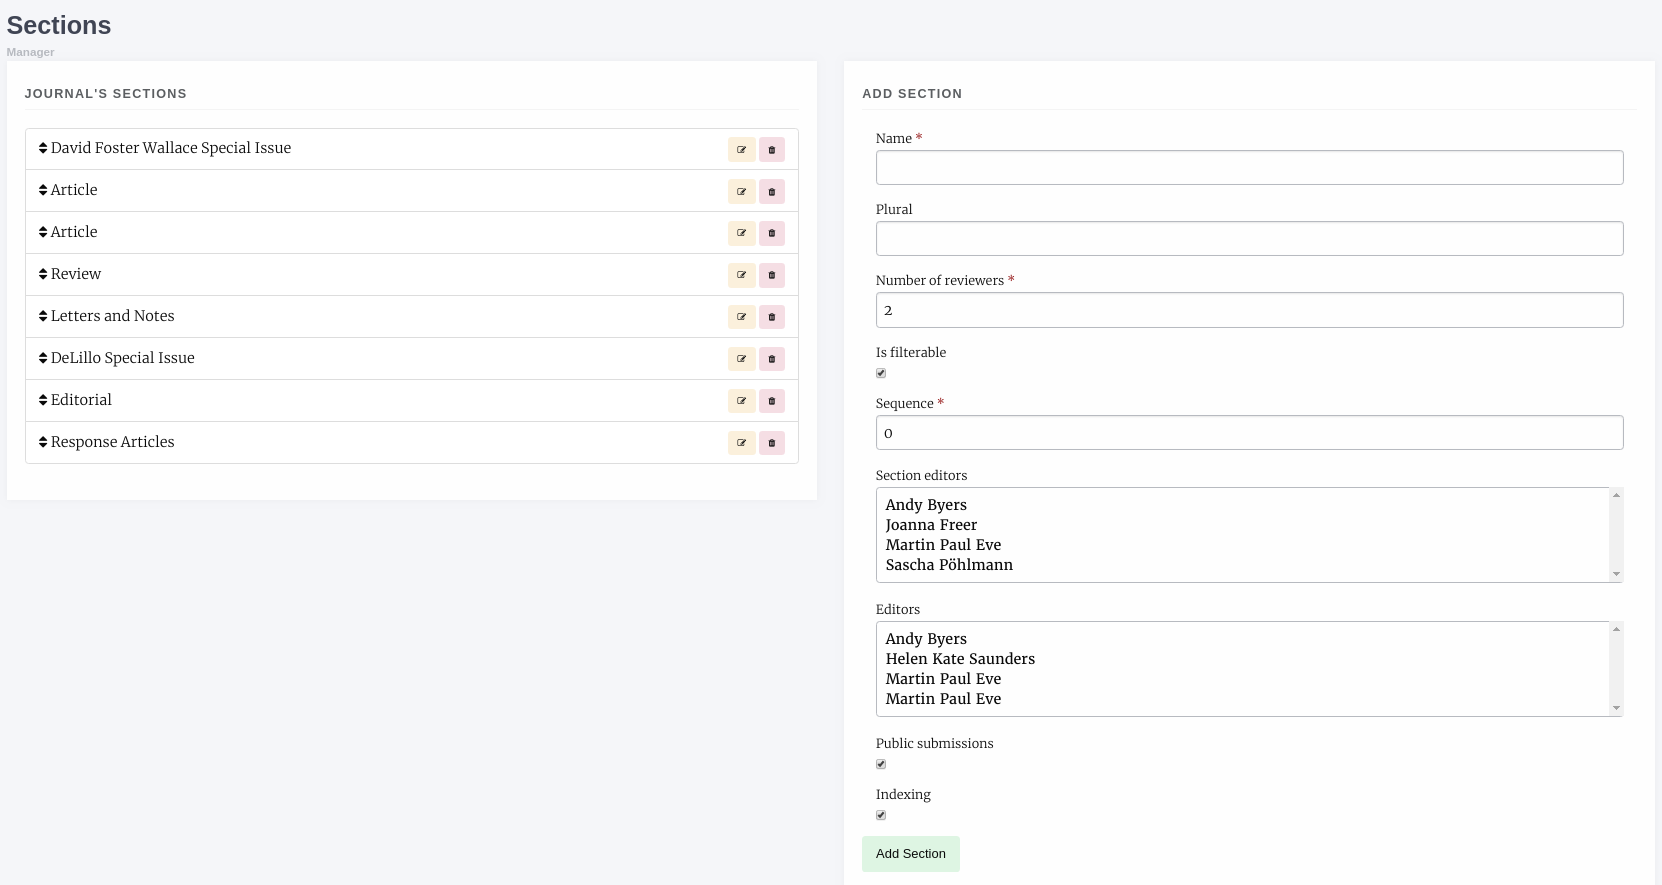 Sections
Manager
JOURNAL'S SECTIONS
David Foster Wallace Special Issue
Article
Article
Review
Letters and Notes
DeLillo Special Issue
Editorial
Response Articles
ADD SECTION
Name *
Plural
Number of reviewers *
2
Is filterable
Sequence *
0
Section editors
Andy Byers
Joanna Freer
Martin Paul Eve
Sascha Pöhlmann
Editors
Andy Byers
Helen Kate Saunders
Martin Paul Eve
Martin Paul Eve
Public submissions
Indexing
Add Section